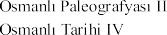 Osmanlı Paleografyası II
Osmanlı Tarihi IV